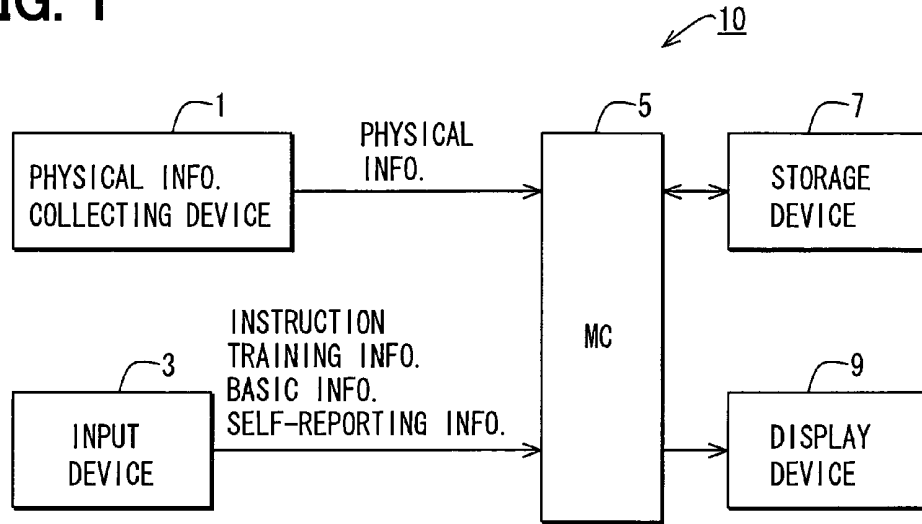 FIG. 1
10
1
PHYSICAL INFO.
COLLECTING DEVICE
PHYSICAL
INFO.
5
MC
7
STORAGE
DEVICE
3
INPUT
DEVICE
INSTRUCTION
TRAINING INFO.
BASIC INFO.
SELF-REPORTING INFO.
9
DISPLAY
DEVICE